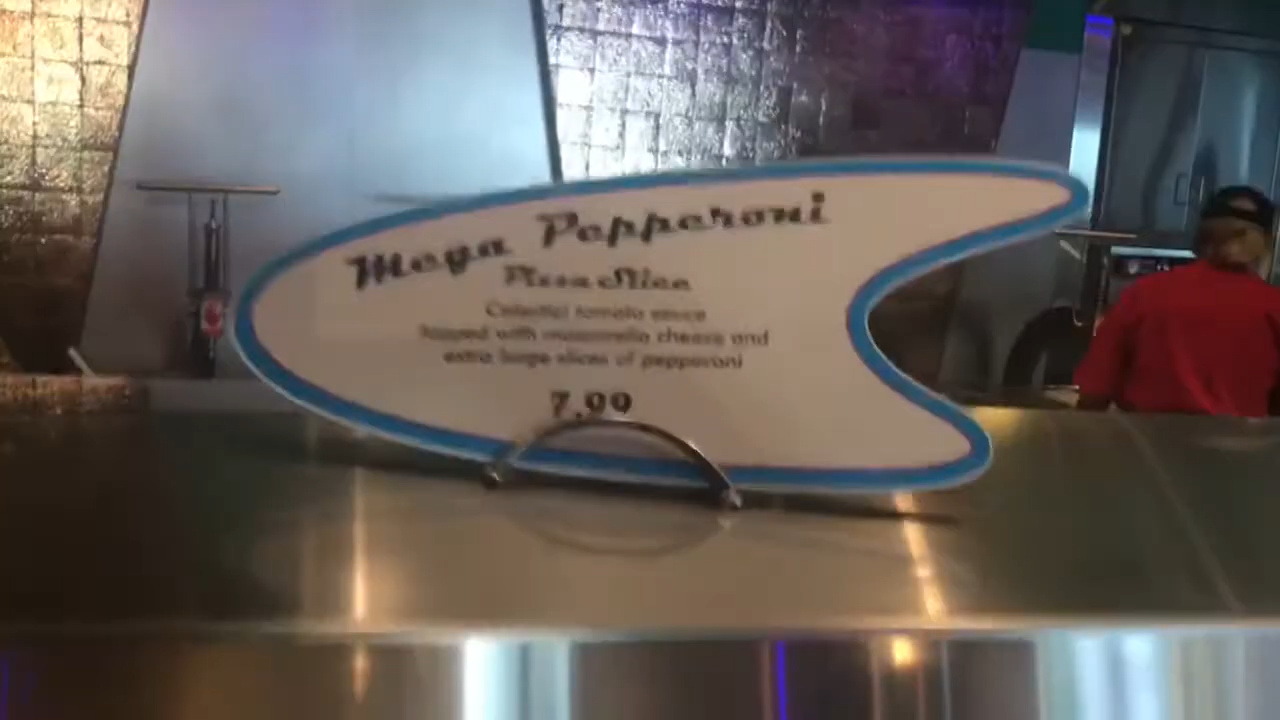 Mega Pepperoni
Pizza Slice
Celestial tomato sauce
topped with mozzarella cheese and
extra large slices of pepperoni
7.99